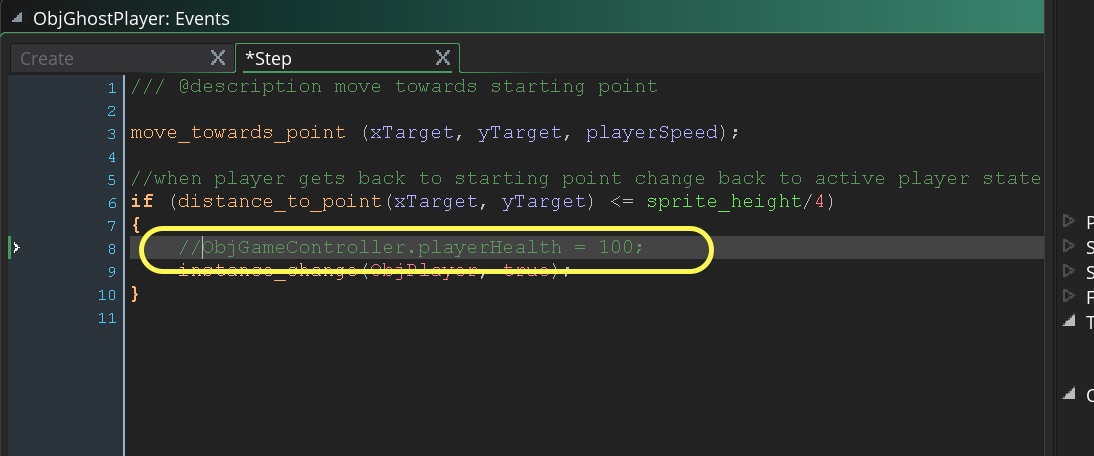 ObjGhostPlayer: Events
Create X *Step X
1 /// @description move towards starting point
2
3 move_towards_point (xTarget, yTarget, playerSpeed);
4
5 //when player gets back to starting point change back to active player state
6 if (distance_to_point(xTarget, yTarget) <= sprite_height/4)
7 {
8 //ObjGameController.playerHealth = 100;
9 instance_change(ObjPlayer, true);
10 }
11
P
S
S
F
T